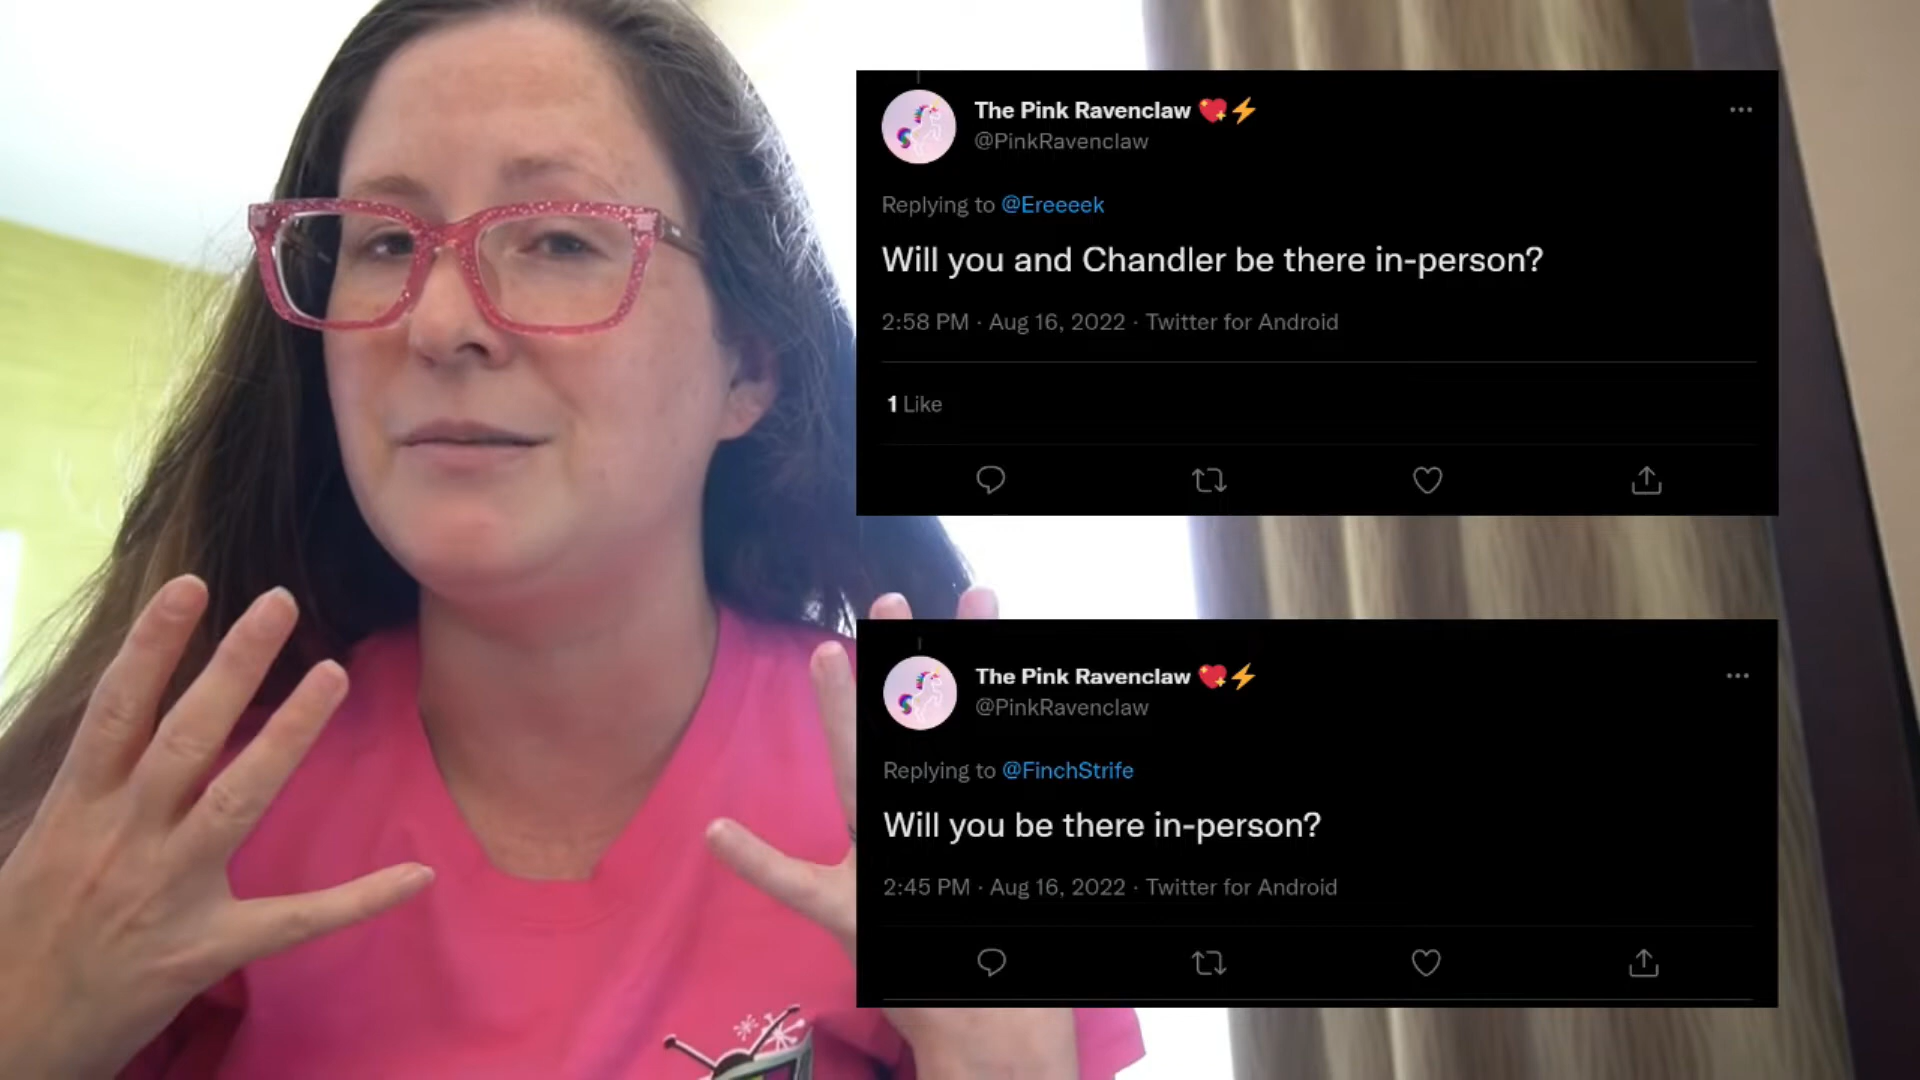 The Pink Ravenclaw 💖⚡
@PinkRavenclaw
Replying to @Ereeeek
Will you and Chandler be there in-person?
2:58 PM · Aug 16, 2022 · Twitter for Android
1 Like
The Pink Ravenclaw 💖⚡
@PinkRavenclaw
Replying to @FinchStrife
Will you be there in-person?
2:45 PM · Aug 16, 2022 · Twitter for Android